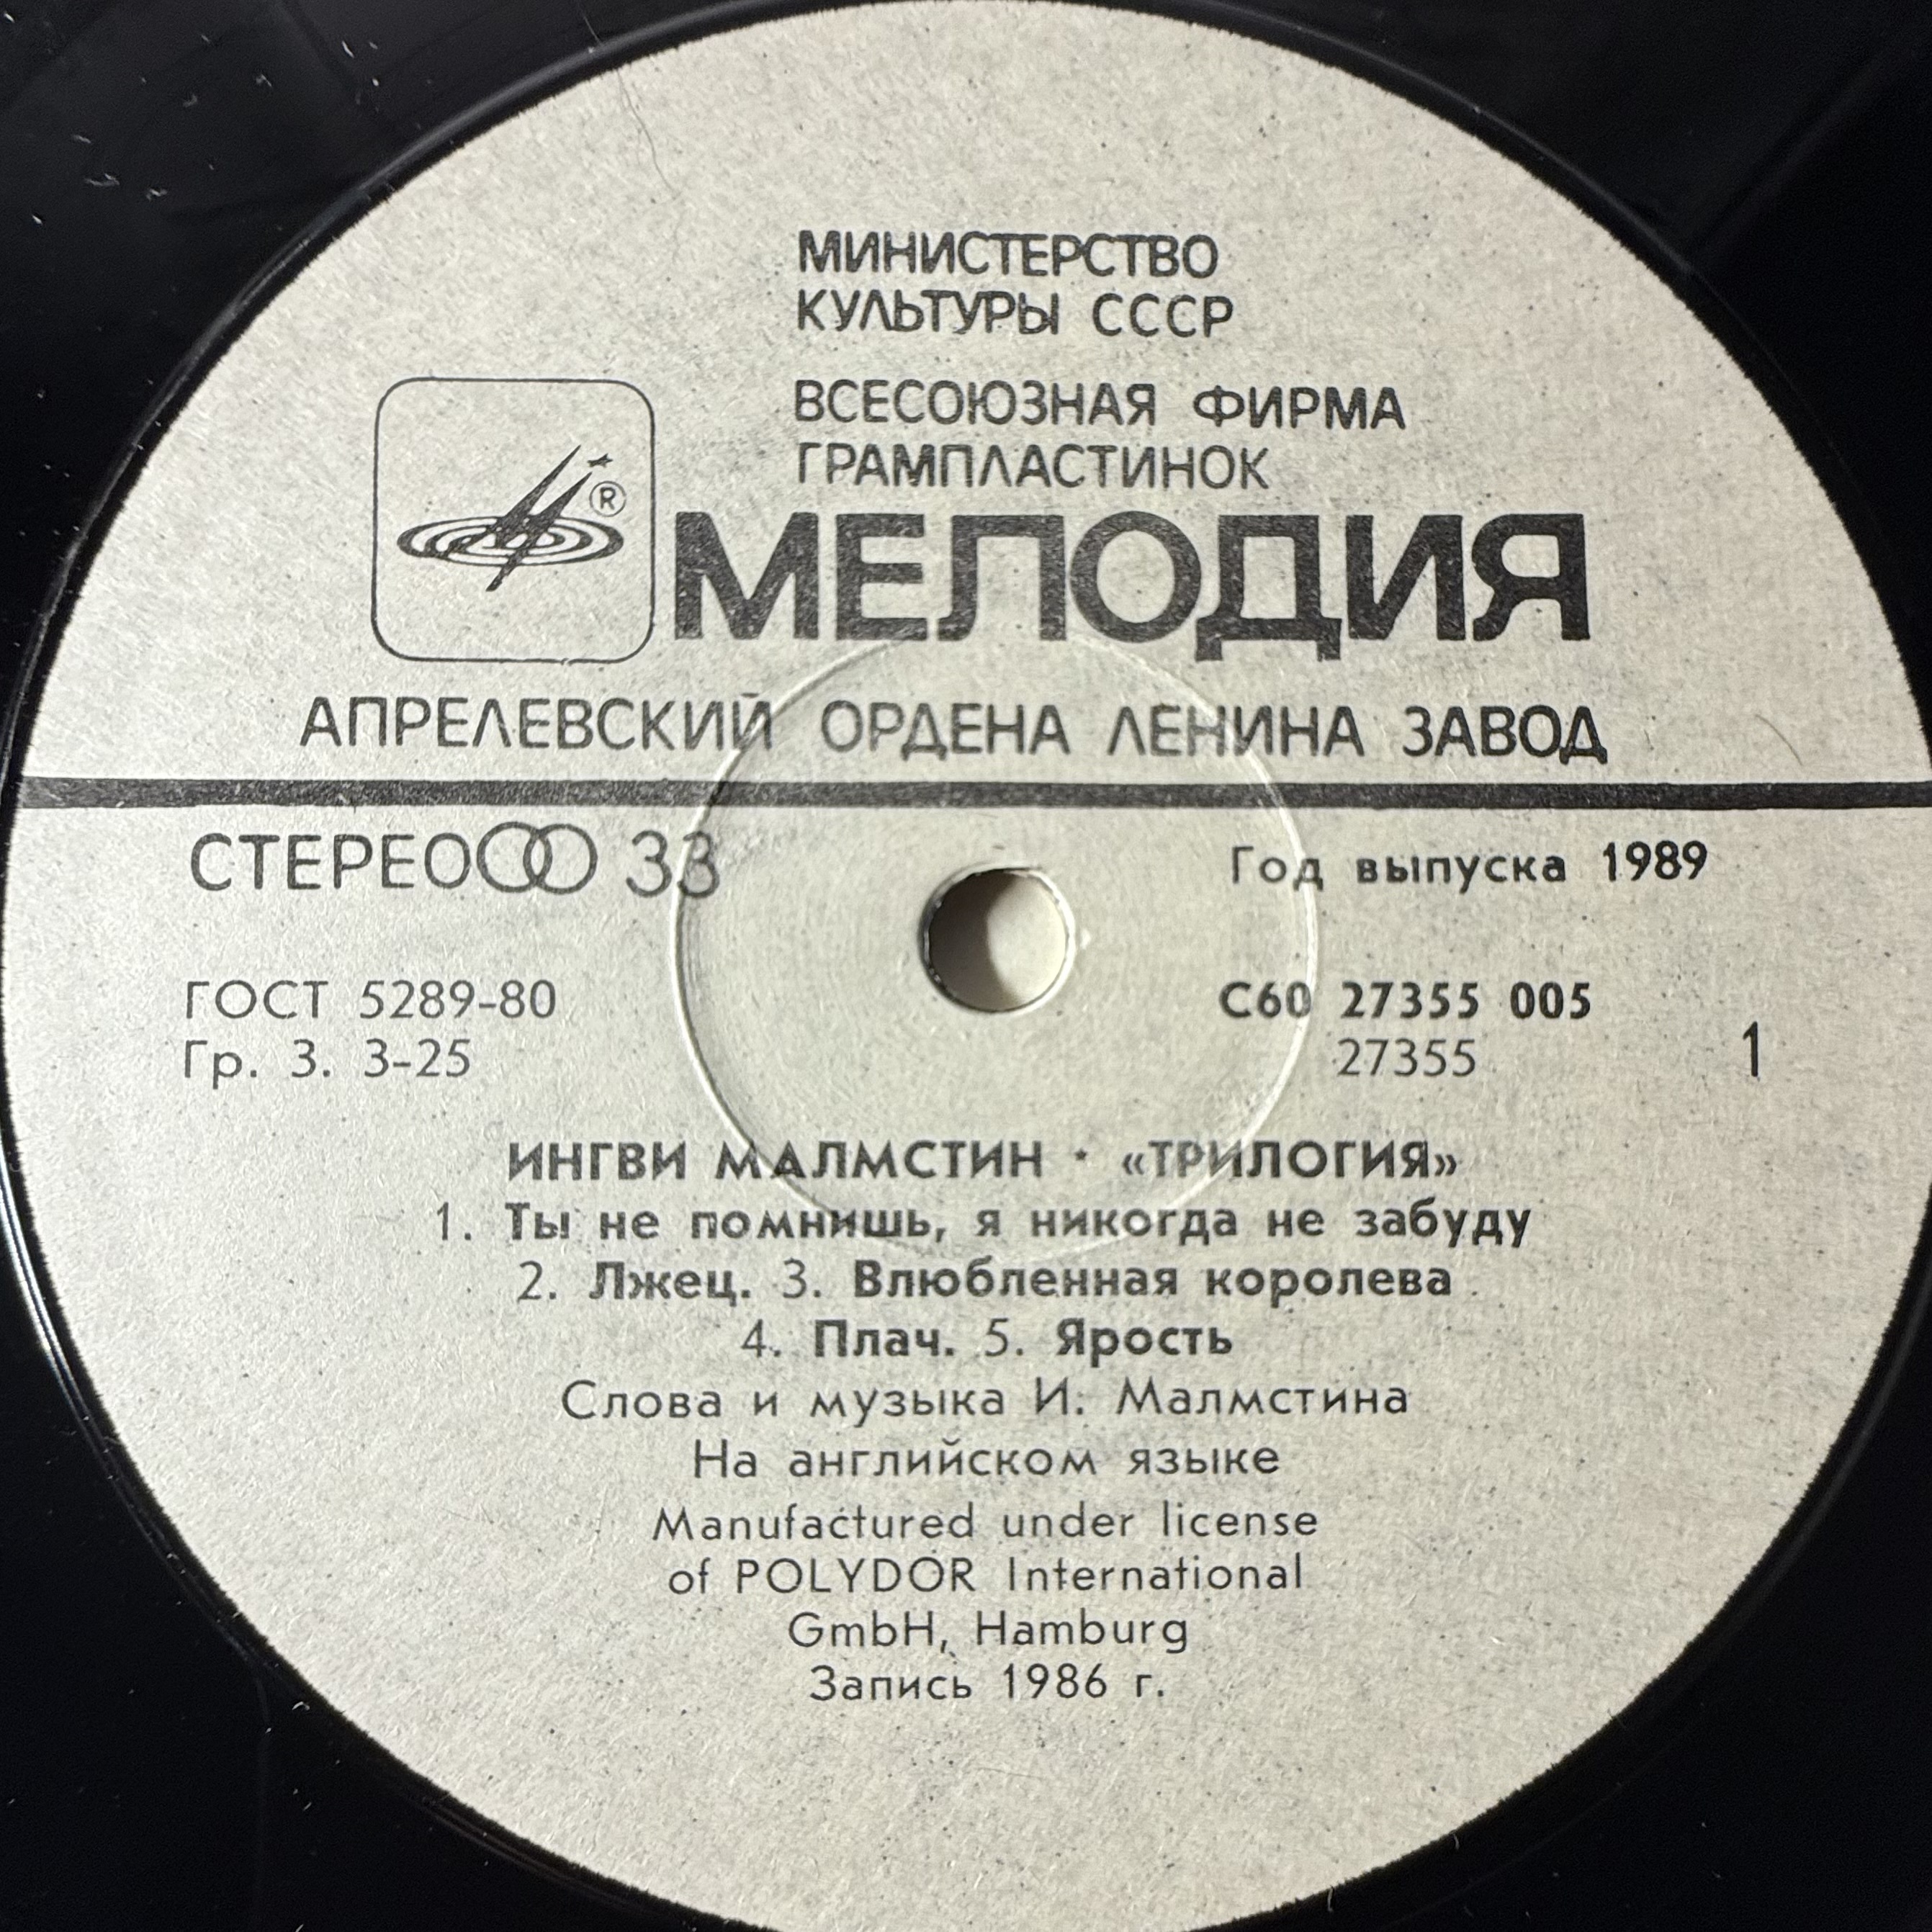 МИНИСТЕРСТВО
КУЛЬТУРЫ СССР
ВСЕСОЮЗНАЯ ФИРМА
ГРАМПЛАСТИНОК
®
МЕЛОДИЯ
АПРЕЛЕВСКИЙ ОРДЕНА ЛЕНИНА ЗАВОД
СТЕРЕО 33
Год выпуска 1989
ГОСТ 5289-80
Гр. 3. 3-25
С60 27355 005
27355
1
ИНГВИ МАЛМСТИН · «ТРИЛОГИЯ»
1. Ты не помнишь, я никогда не забуду
2. Лжец. 3. Влюбленная королева
4. Плач. 5. Ярость
Слова и музыка И. Малмстина
На английском языке
Manufactured under license
of POLYDOR International
GmbH, Hamburg
Запись 1986 г.